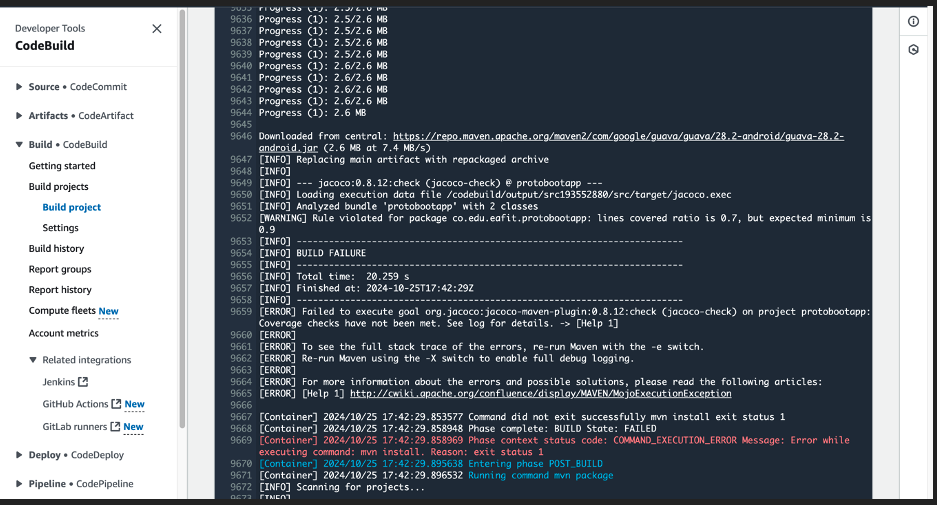 Developer Tools
CodeBuild
Source • CodeCommit
Artifacts • CodeArtifact
Build • CodeBuild
Getting started
Build projects
Build project
Settings
Build history
Report groups
Report history
Compute fleets New
Account metrics
Related integrations
Jenkins
GitHub Actions New
GitLab runners New
Deploy • CodeDeploy
Pipeline • CodePipeline
9635 Progress (1): 2.5/2.6 MB
9636 Progress (1): 2.5/2.6 MB
9637 Progress (1): 2.5/2.6 MB
9638 Progress (1): 2.5/2.6 MB
9639 Progress (1): 2.5/2.6 MB
9640 Progress (1): 2.6/2.6 MB
9641 Progress (1): 2.6/2.6 MB
9642 Progress (1): 2.6/2.6 MB
9643 Progress (1): 2.6/2.6 MB
9644 Progress (1): 2.6 MB
9645
9646 Downloaded from central: https://repo.maven.apache.org/maven2/com/google/guava/guava/28.2-android/guava-28.2-
android.jar (2.6 MB at 7.4 MB/s)
9647 [INFO] Replacing main artifact with repackaged archive
9648 [INFO]
9649 [INFO] --- jacoco:0.8.12:check (jacoco-check) @ protobootapp ---
9650 [INFO] Loading execution data file /codebuild/output/src193552880/src/target/jacoco.exec
9651 [INFO] Analyzed bundle 'protobootapp' with 2 classes
9652 [WARNING] Rule violated for package co.edu.eafit.protobootapp: lines covered ratio is 0.7, but expected minimum is
0.9
9653 [INFO] ------------------------------------------------------------------------
9654 [INFO] BUILD FAILURE
9655 [INFO] ------------------------------------------------------------------------
9656 [INFO] Total time:  20.259 s
9657 [INFO] Finished at: 2024-10-25T17:42:29Z
9658 [INFO] ------------------------------------------------------------------------
9659 [ERROR] Failed to execute goal org.jacoco:jacoco-maven-plugin:0.8.12:check (jacoco-check) on project protobootapp:
Coverage checks have not been met. See log for details. -> [Help 1]
9660 [ERROR]
9661 [ERROR] To see the full stack trace of the errors, re-run Maven with the -e switch.
9662 [ERROR] Re-run Maven using the -X switch to enable full debug logging.
9663 [ERROR]
9664 [ERROR] For more information about the errors and possible solutions, please read the following articles:
9665 [ERROR] [Help 1] http://cwiki.apache.org/confluence/display/MAVEN/MojoExecutionException
9666
9667 [Container] 2024/10/25 17:42:29.853577 Command did not exit successfully mvn install exit status 1
9668 [Container] 2024/10/25 17:42:29.858948 Phase complete: BUILD State: FAILED
9669 [Container] 2024/10/25 17:42:29.858969 Phase context status code: COMMAND_EXECUTION_ERROR Message: Error while
executing command: mvn install. Reason: exit status 1
9670 [Container] 2024/10/25 17:42:29.895638 Entering phase POST_BUILD
9671 [Container] 2024/10/25 17:42:29.896532 Running command mvn package
9672 [INFO] Scanning for projects...
9673 [INFO]